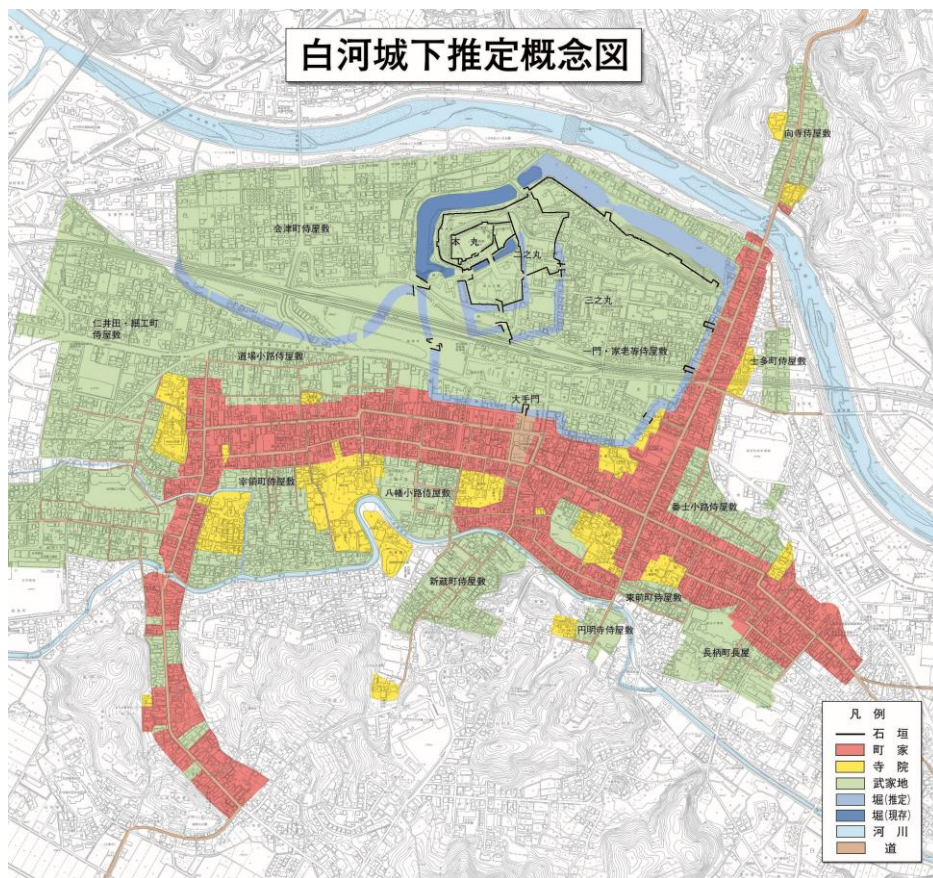 白河城下推定概念図
向寺侍屋敷
会津町侍屋敷
本丸
二之丸
三之丸
仁井田・細工町
侍屋敷
道場小路侍屋敷
一門・家老等侍屋敷
士多町侍屋敷
大手門
宰領町侍屋敷
八幡小路侍屋敷
番士小路侍屋敷
新蔵町侍屋敷
東前町侍屋敷
円明寺侍屋敷
長柄町長屋
凡例
石垣
町家
寺院
武家地
堀(推定)
堀(現存)
河川
道